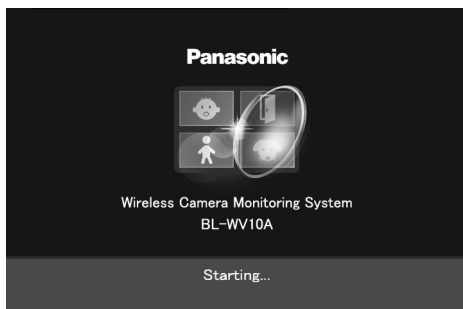 Panasonic
Wireless Camera Monitoring System
BL-WV10A
Starting...